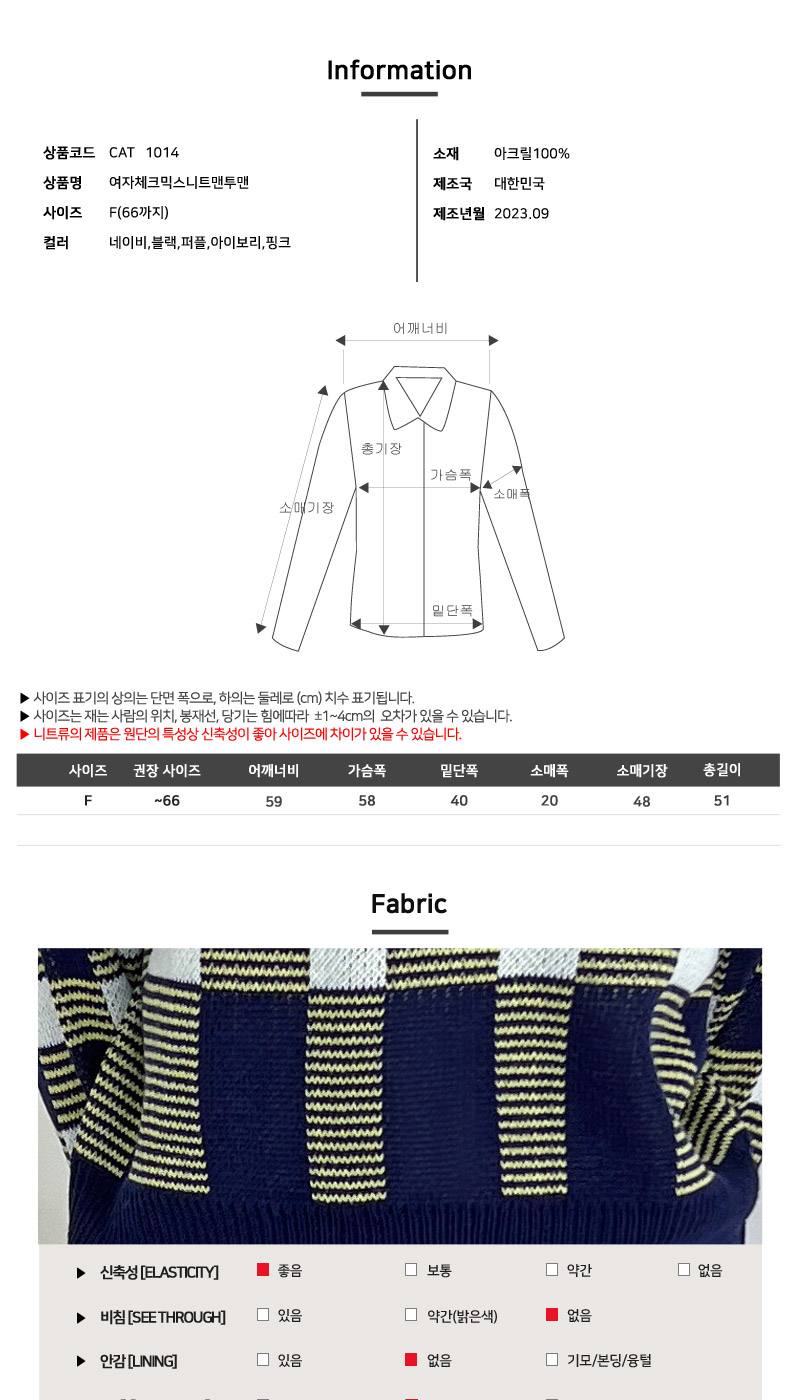 Information
상품코드 CAT 1014
상품명 여자체크믹스니트맨투맨
사이즈 F(66까지)
컬러 네이비,블랙,퍼플,아이보리,핑크
소재 아크릴100%
제조국 대한민국
제조년월 2023.09
어깨너비
총기장
가슴폭
소매폭
소매기장
밑단폭
▶ 사이즈 표기의 상의는 단면 폭으로, 하의는 둘레로 (cm) 치수 표기됩니다.
▶ 사이즈는 재는 사람의 위치, 봉재선, 당기는 힘에따라 ±1~4cm의 오차가 있을 수 있습니다.
▶ 니트류의 제품은 원단의 특성상 신축성이 좋아 사이즈에 차이가 있을 수 있습니다.
사이즈 권장 사이즈 어깨너비 가슴폭 밑단폭 소매폭 소매기장 총길이
F ~66 59 58 40 20 48 51
Fabric
▶ 신축성 [ELASTICITY] 좋음 보통 약간 없음
▶ 비침 [SEE THROUGH] 있음 약간(밝은색) 없음
▶ 안감 [LINING] 있음 없음 기모/본딩/융털